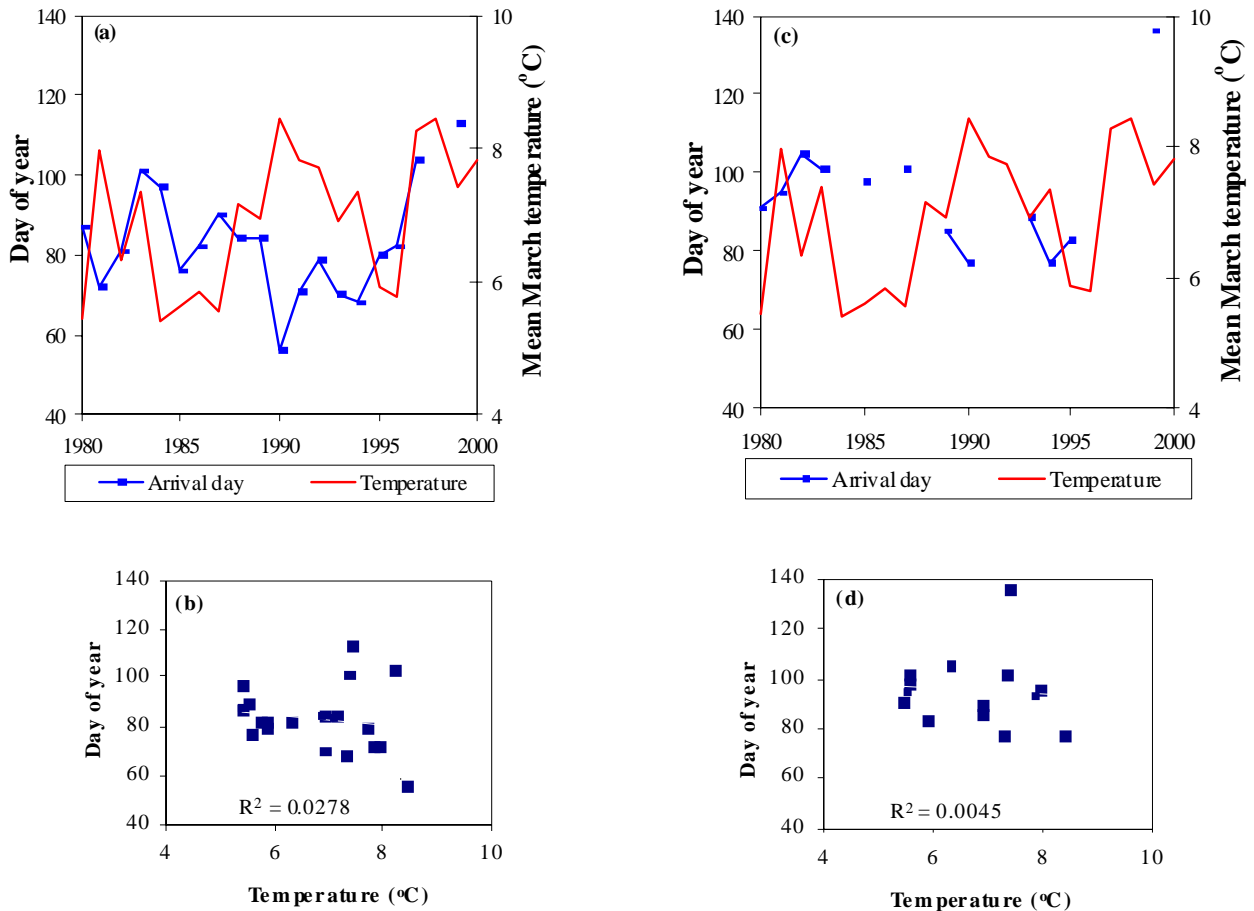 (a)
140
120
100
80
60
40
Day of year
10
8
6
4
Mean March temperature (°C)
1980 1985 1990 1995 2000
Arrival day Temperature
(c)
140
120
100
80
60
40
Day of year
10
8
6
4
Mean March temperature (°C)
1980 1985 1990 1995 2000
Arrival day Temperature
(b)
140
120
100
80
60
40
Day of year
R² = 0.0278
4 6 8 10
Temperature (°C)
(d)
140
120
100
80
60
40
Day of year
R² = 0.0045
4 6 8 10
Temperature (°C)